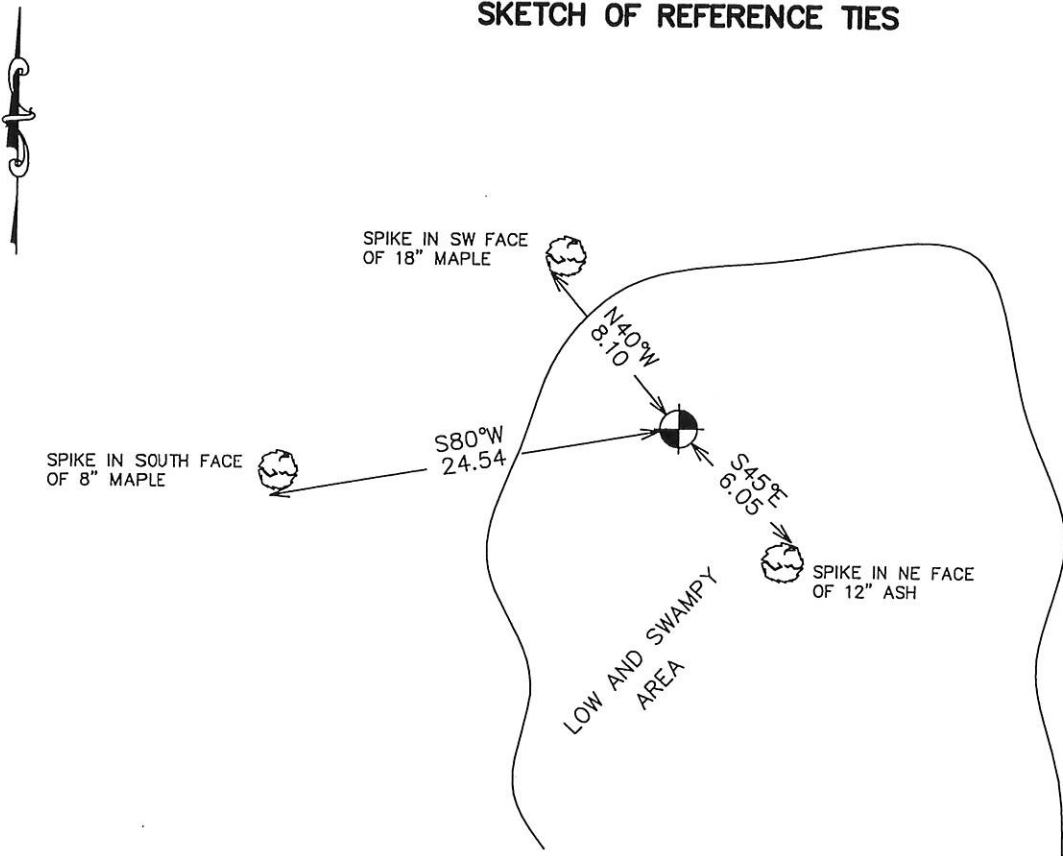 SKETCH OF REFERENCE TIES
SPIKE IN SW FACE
OF 18" MAPLE
N40°W
8.10
S80°W
24.54
SPIKE IN SOUTH FACE
OF 8" MAPLE
S45°E
6.05
SPIKE IN NE FACE
OF 12" ASH
LOW AND SWAMPY
AREA